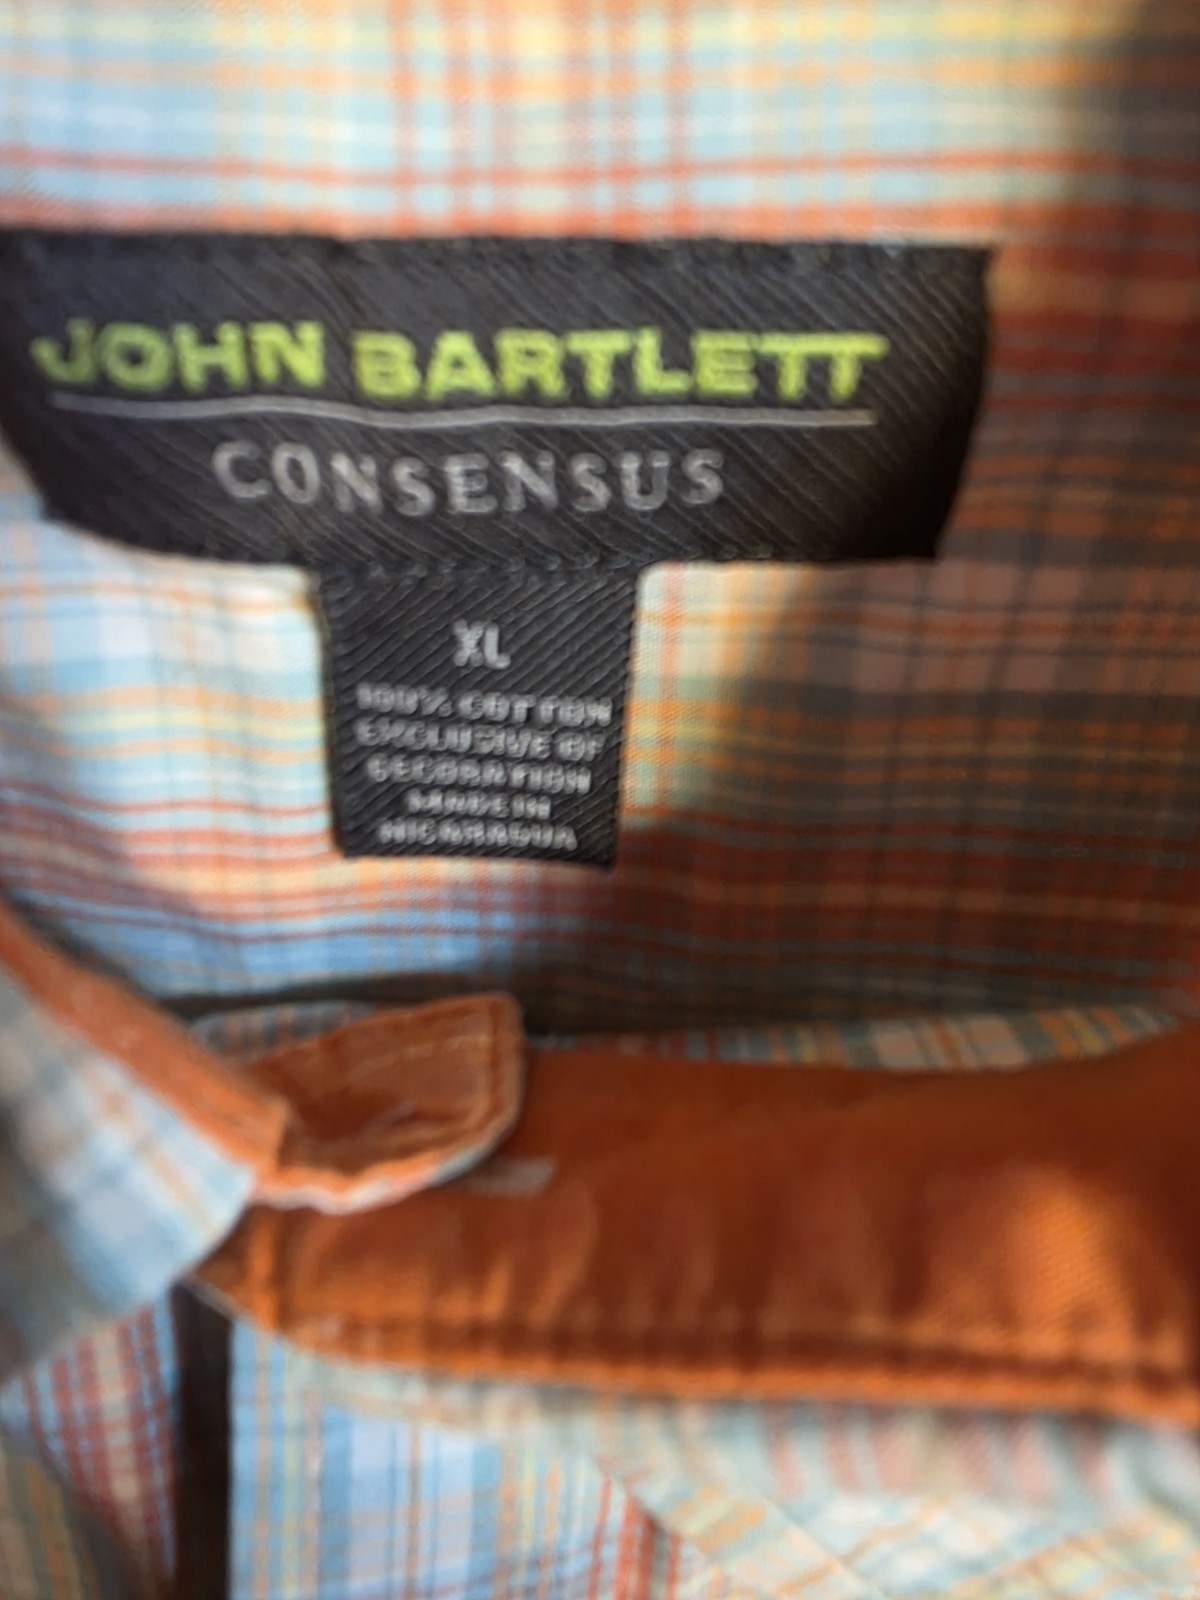 JOHN BARTLETT
CONSENSUS
XL
100% COTTON
EXCLUSIVE OF
DECORATION
MADE IN
NICARAGUA